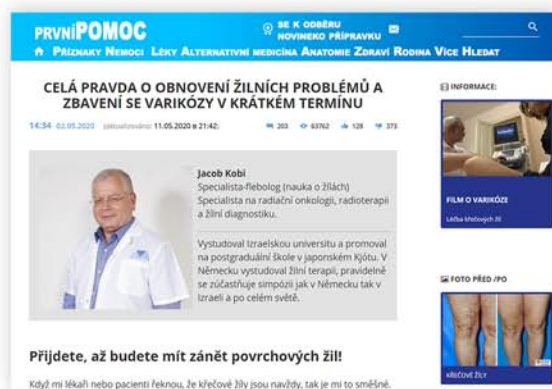 PRVNÍPOMOC
SE K ODBĚRU
NOVINEKO PŘÍPRAVKU
PŘÍZNAKY NEMOCI LÉKY ALTERNATIVNÍ MEDICÍNA ANATOMIE ZDRAVÍ RODINA VÍCE HLEDAT
CELÁ PRAVDA O OBNOVENÍ ŽILNÍCH PROBLÉMŮ A
ZBAVENÍ SE VARIKÓZY V KRÁTKÉM TERMÍNU
14:34 02.05.2020 (aktualizováno: 11.05.2020 в 21:42) 203 63762 128 373
Jacob Kobi
Specialista-flebolog (nauka o žilách)
Specialista na radiační onkologii, radioterapii
a žilní diagnostiku.
Vystudoval Izraelskou universitu a promoval
na postgraduální škole v japonském Kjótu. V
Německu vystudoval žilní terapii, pravidelně
se zúčastňuje simpózií jak v Německu tak v
Izraeli a po celém světě.
Přijdete, až budete mít zánět povrchových žil!
Když mi lékaři nebo pacienti řeknou, že křečové žíly jsou navždy, tak je mi to směšné.
INFORMACE:
FILM O VARIKÓZE
Léčba křečových žil
FOTO PŘED /PO
KŘEČOVÉ ŽÍLY